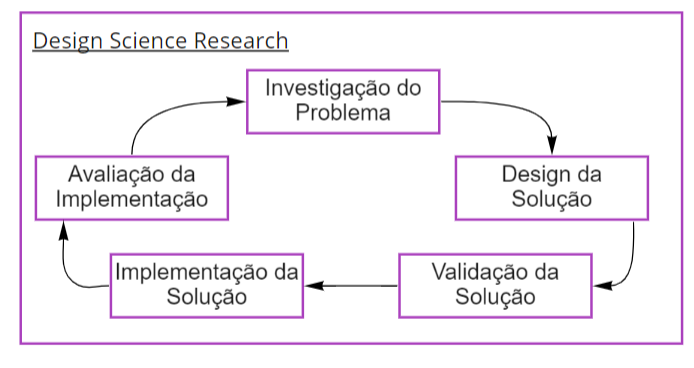 Design Science Research
Investigação do
Problema
Avaliação da
Implementação
Design da
Solução
Implementação da
Solução
Validação da
Solução